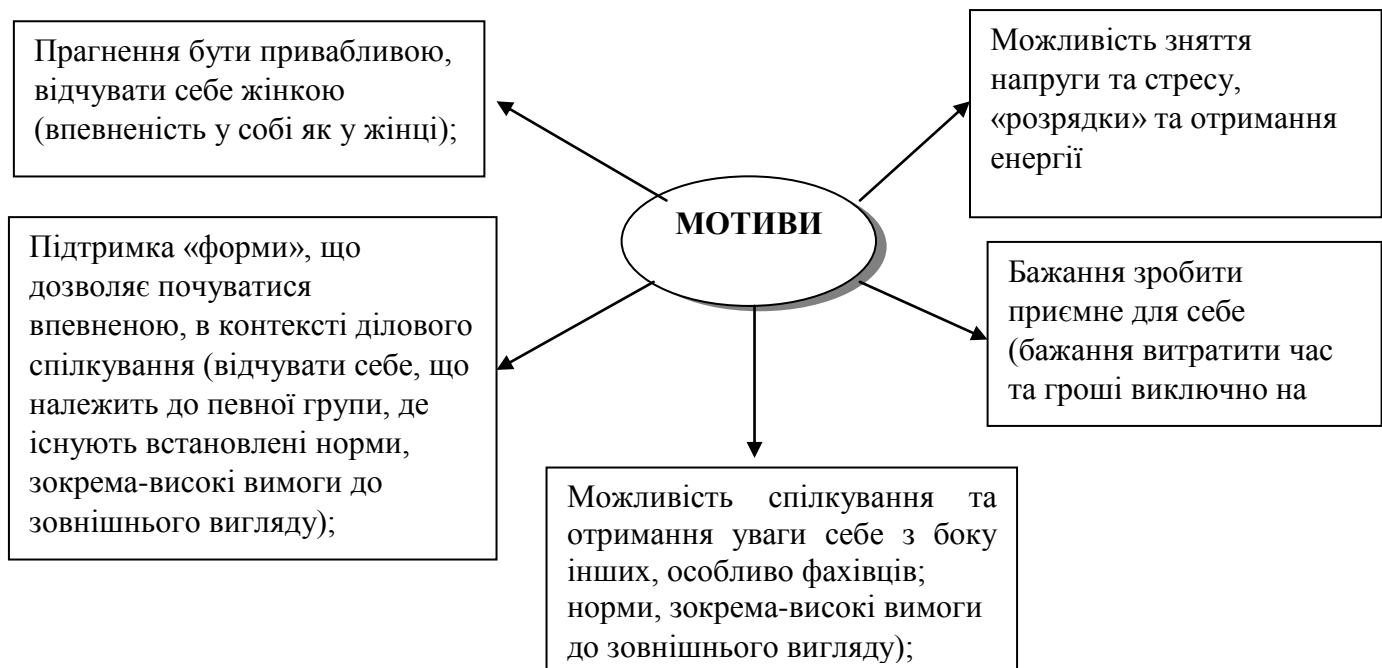 Прагнення бути привабливою,
відчувати себе жінкою
(впевненість у собі як у жінці);
Можливість зняття
напруги та стресу,
«розрядки» та отримання
енергії
МОТИВИ
Підтримка «форми», що
дозволяє почуватися
впевненою, в контексті ділового
спілкування (відчувати себе, що
належить до певної групи, де
існують встановлені норми,
зокрема-високі вимоги до
зовнішнього вигляду);
Бажання зробити
приємне для себе
(бажання витратити час
та гроші виключно на
Можливість спілкування та
отримання уваги себе з боку
інших, особливо фахівців;
норми, зокрема-високі вимоги
до зовнішнього вигляду);